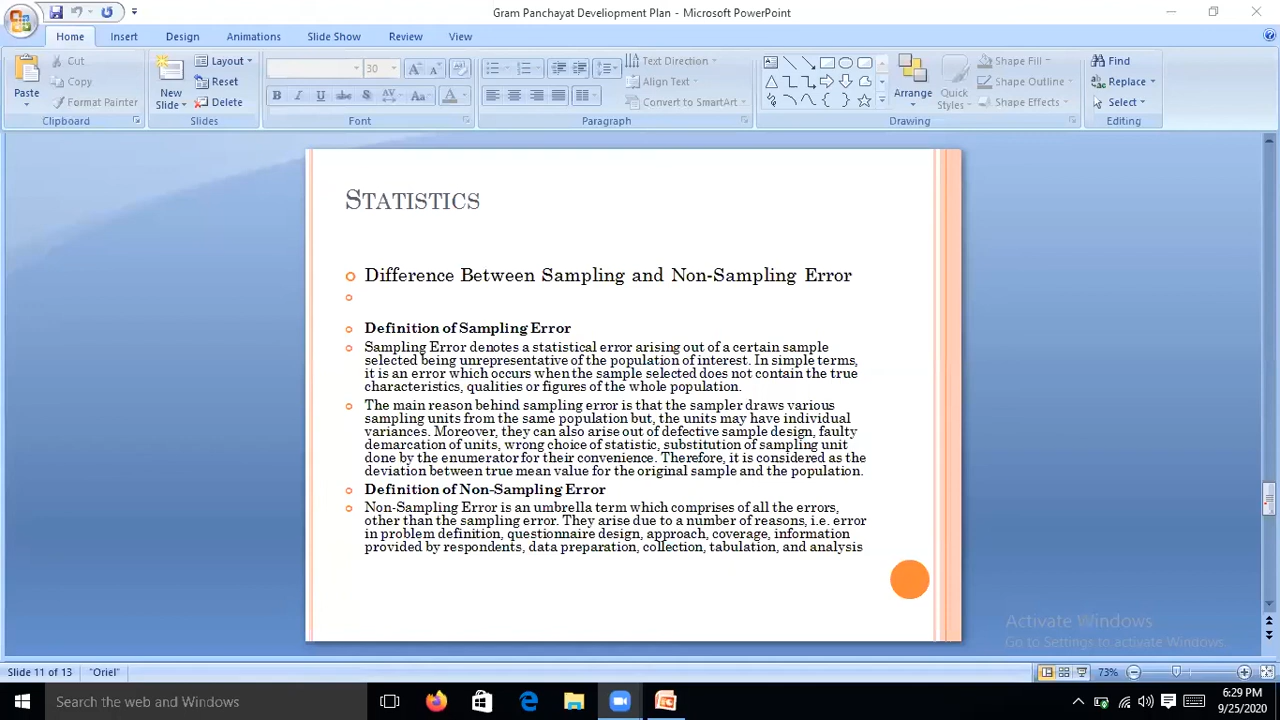 Gram Panchayat Develiopment Plan - Microsoft PowerPoint
Home Insert Design Animations Slide Show Review View
Cut Copy Format Painter Paste
Clipboard
New Slide Layout Reset Delete
Slides
30
B I U abc S AV Aa A
Font
Text Direction
Align Text
Convert to SmartArt
Paragraph
Arrange Quick Styles Shape Fill Shape Outline Shape Effects
Drawing
Find
Replace
Select
Editing
STATISTICS
Difference Between Sampling and Non-Sampling Error
Definition of Sampling Error
Sampling Error denotes a statistical error arising out of a certain sample
selected being unrepresentative of the population of interest. In simple terms,
it is an error which occurs when the sample selected does not contain the true
characteristics, qualities or figures of the whole population.
The main reason behind sampling error is that the sampler draws various
sampling units from the same population but, the units may have individual
variances. Moreover, they can also arise out of defective sample design, faulty
demarcation of units, wrong choice of statistic, substitution of sampling unit
done by the enumerator for their convenience. Therefore, it is considered as the
deviation between true mean value for the original sample and the population.
Definition of Non-Sampling Error
Non-Sampling Error is an umbrella term which comprises of all the errors,
other than the sampling error. They arise due to a number of reasons, i.e. error
in problem definition, questionnaire design, approach, coverage, information
provided by respondents, data preparation, collection, tabulation, and analysis
Activate Windows
Go to Settings to activate Windows.
Slide 11 of 13 "Oriel" 73%
Search the web and Windows
6:29 PM
9/25/2020